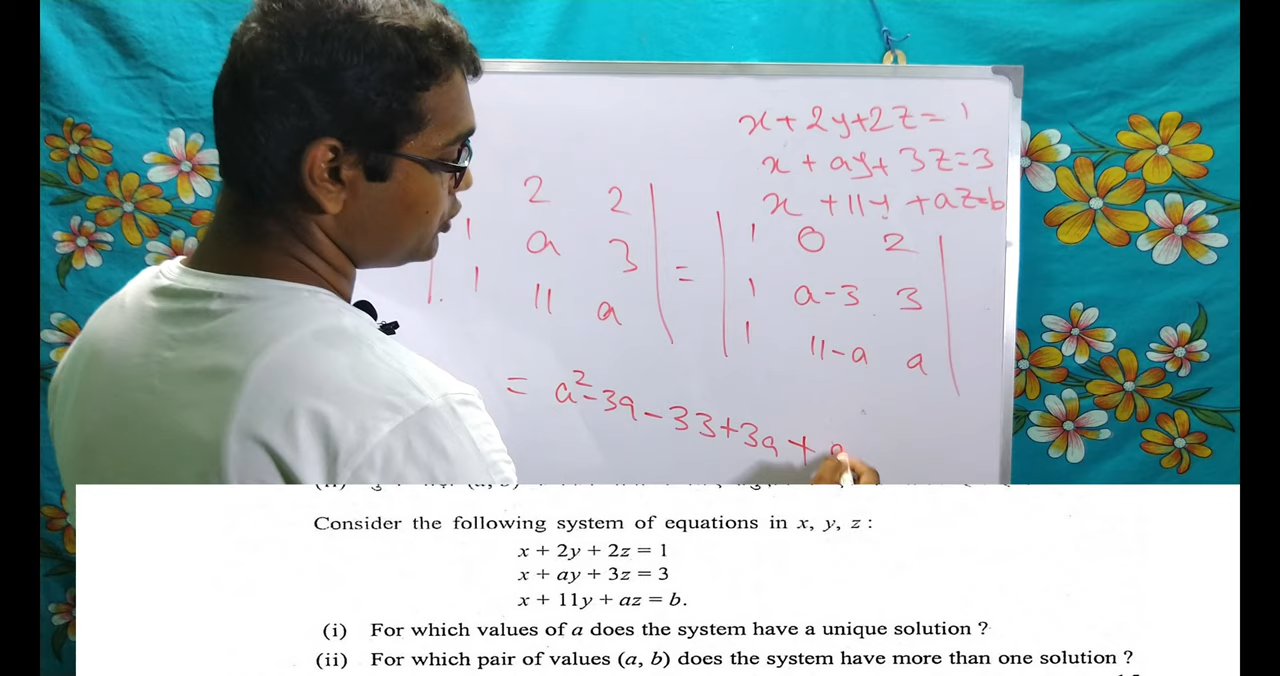 x + 2y + 2z = 1
x + ay + 3z = 3
x + 11y + az = b
2 2
1 a 3
1 11 a
=
1 0 2
1 a-3 3
1 11-a a
= a² - 3a - 33 + 3a +
Consider the following system of equations in x, y, z :
x + 2y + 2z = 1
x + ay + 3z = 3
x + 11y + az = b.
(i) For which values of a does the system have a unique solution ?
(ii) For which pair of values (a, b) does the system have more than one solution ?